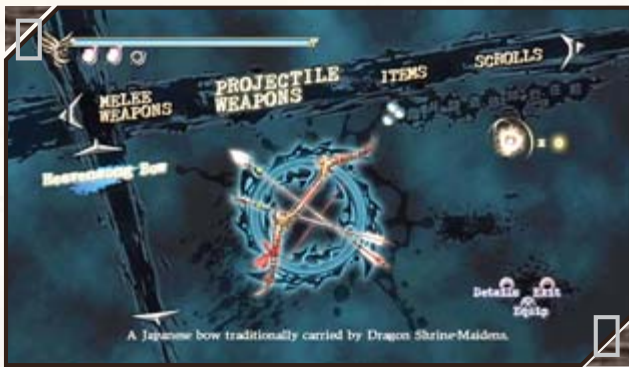 MELEE
WEAPONS
PROJECTILE
WEAPONS
ITEMS
SCROLLS
Heavensong Bow
Details
Exit
Equip
A Japanese bow traditionally carried by Dragon Shrine-Maidens.